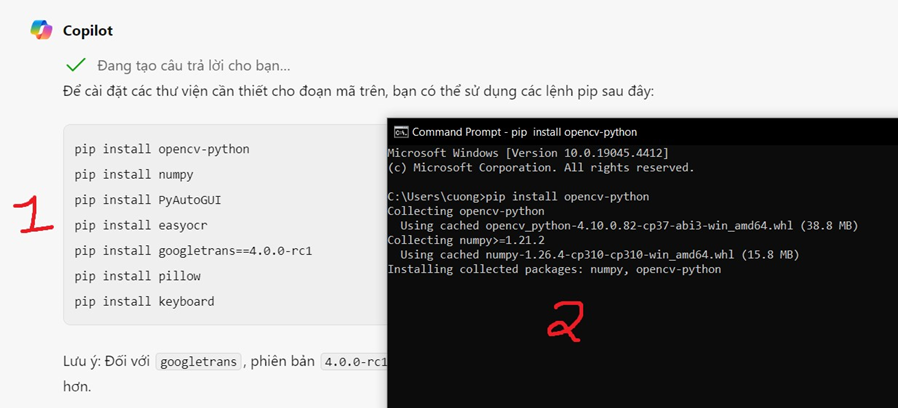 Copilot
Đang tạo câu trả lời cho bạn...
Để cài đặt các thư viện cần thiết cho đoạn mã trên, bạn có thể sử dụng các lệnh pip sau đây:
1
pip install opencv-python
pip install numpy
pip install PyAutoGUI
pip install easyocr
pip install googletrans==4.0.0-rc1
pip install pillow
pip install keyboard
Lưu ý: Đối với googletrans, phiên bản 4.0.0-rc1
hơn.
Command Prompt - pip install opencv-python
Microsoft Windows [Version 10.0.19045.4412]
(c) Microsoft Corporation. All rights reserved.
C:\Users\cuong>pip install opencv-python
Collecting opencv-python
Using cached opencv_python-4.10.0.82-cp37-abi3-win_amd64.whl (38.8 MB)
Collecting numpy>=1.21.2
Using cached numpy-1.26.4-cp310-cp310-win_amd64.whl (15.8 MB)
Installing collected packages: numpy, opencv-python
2